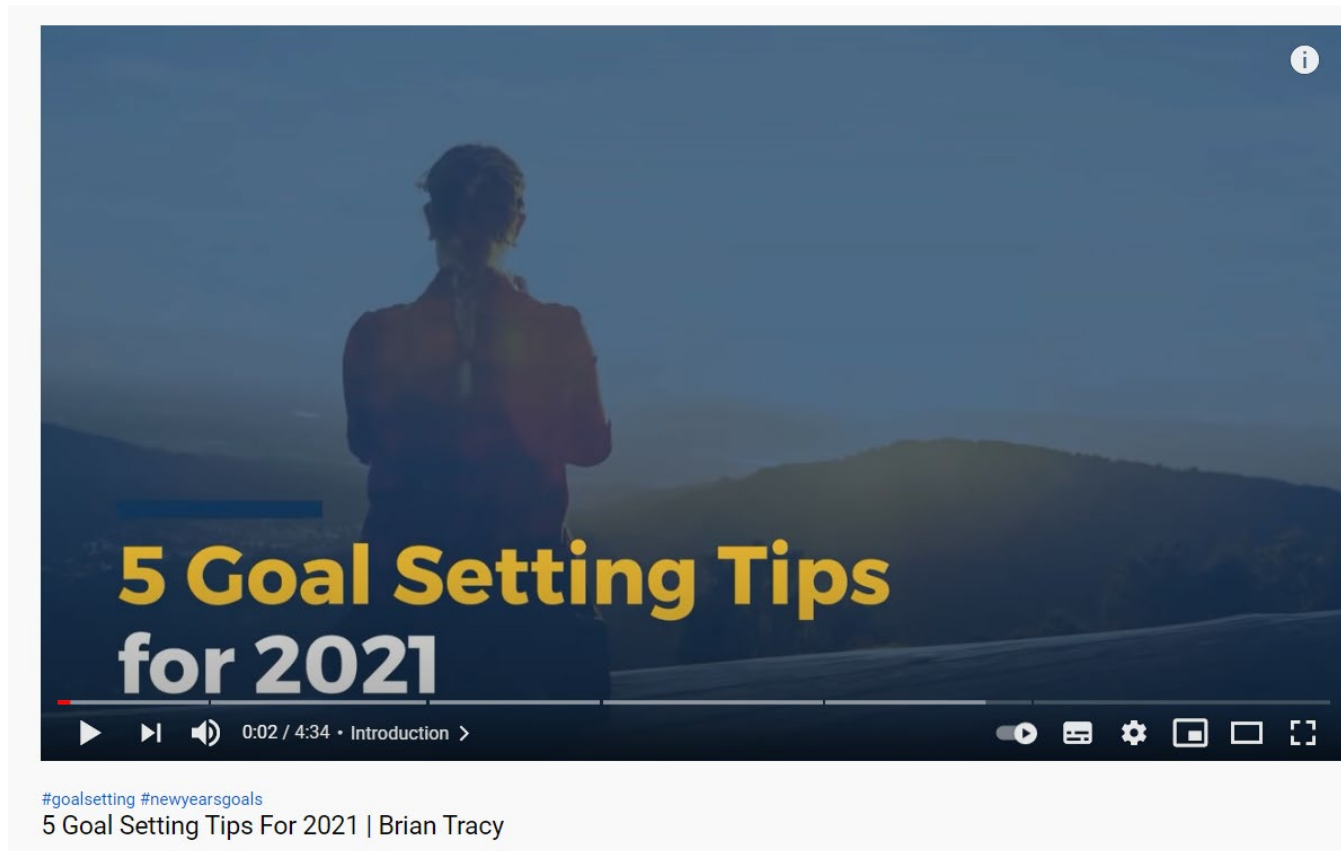 5 Goal Setting Tips
for 2021
0:02 / 4:34 • Introduction >
#goalsetting #newyearsgoals
5 Goal Setting Tips For 2021 | Brian Tracy